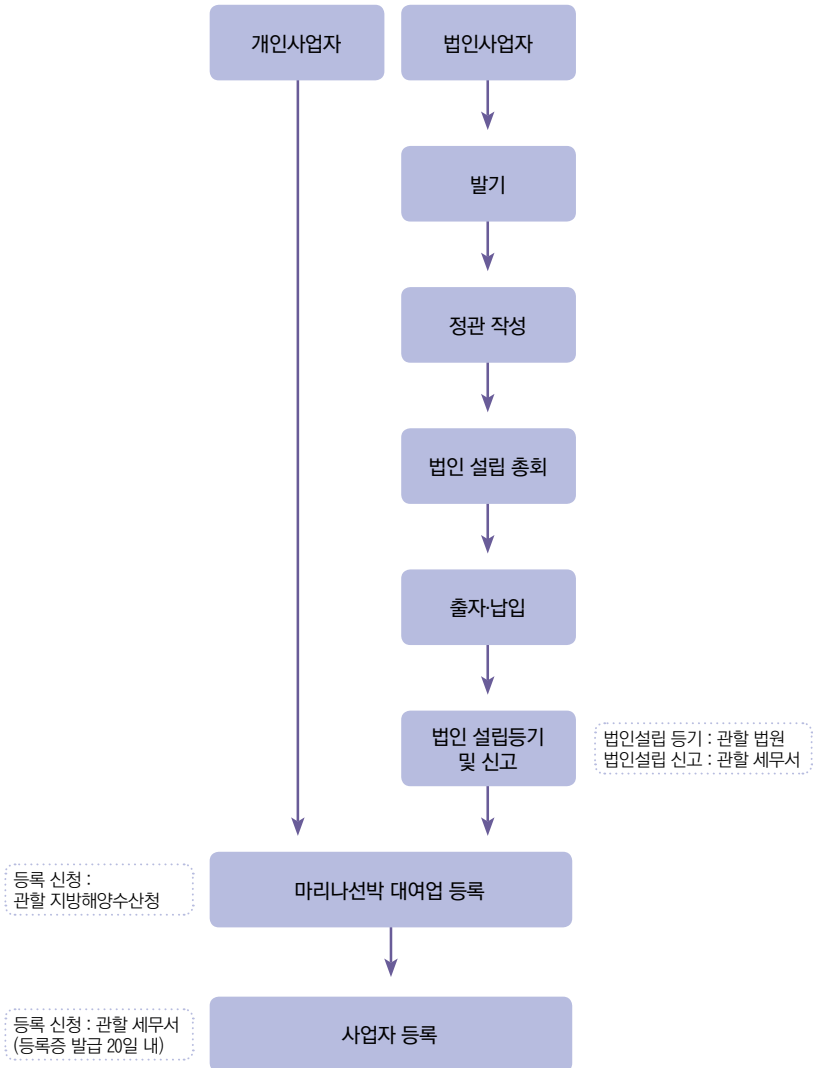 개인사업자
법인사업자
발기
정관 작성
법인 설립 총회
출자·납입
법인 설립등기
및 신고
법인설립 등기 : 관할 법원
법인설립 신고 : 관할 세무서
등록 신청 :
관할 지방해양수산청
마리나선박 대여업 등록
등록 신청 : 관할 세무서
(등록증 발급 20일 내)
사업자 등록